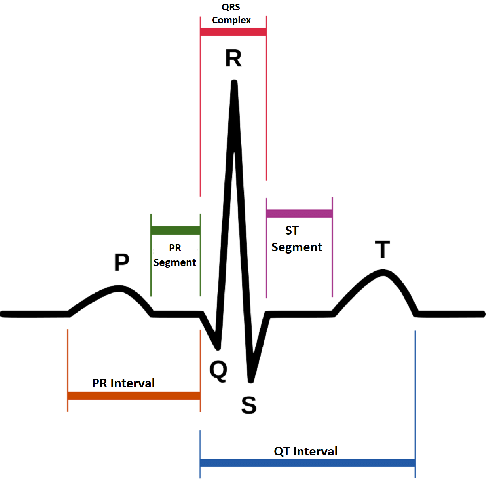 QRS
Complex
R
ST
Segment
PR
Segment
P
T
Q
S
PR Interval
QT Interval